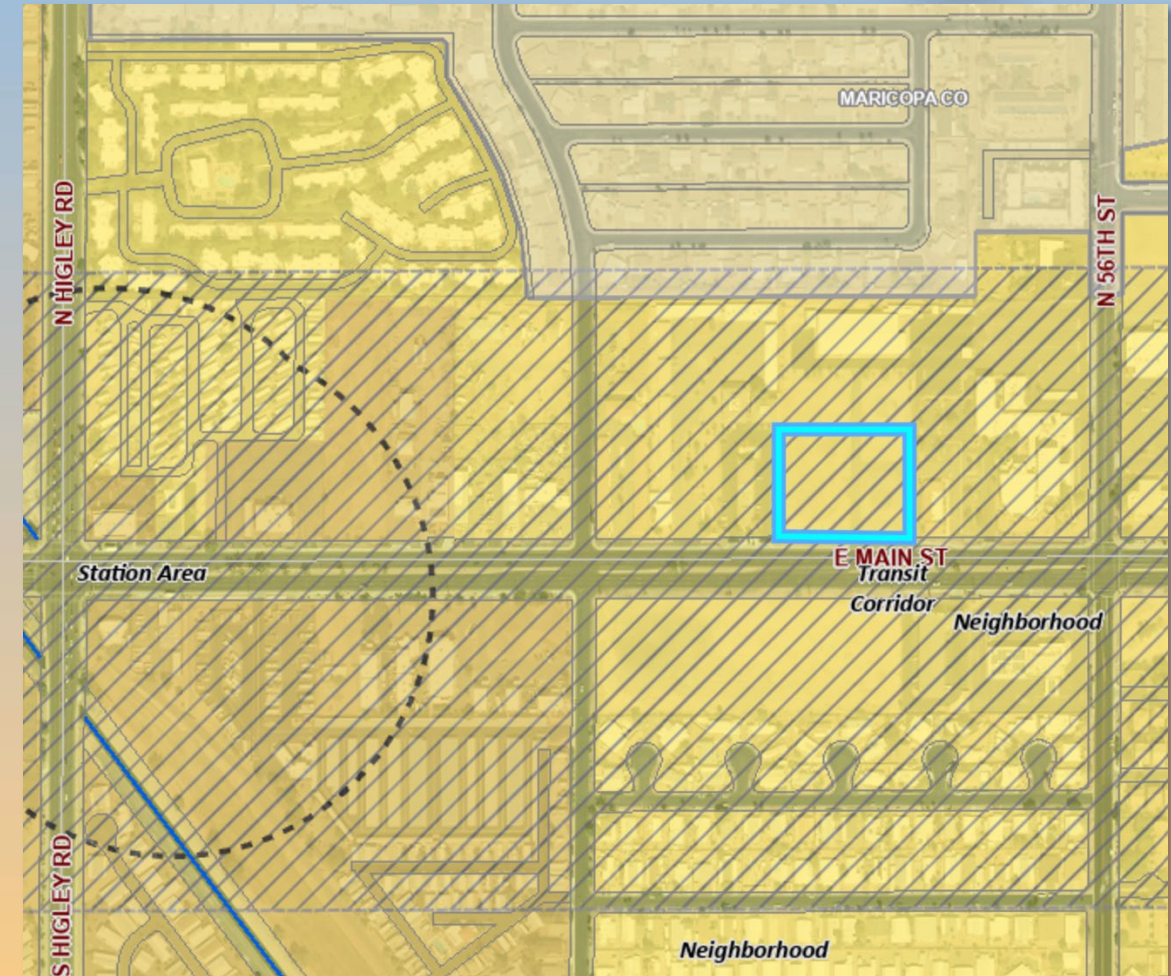 MARICOPA CO
N HIGLEY RD
N 56TH ST
E MAIN ST
Station Area
Transit
Corridor
Neighborhood
S HIGLEY RD
Neighborhood